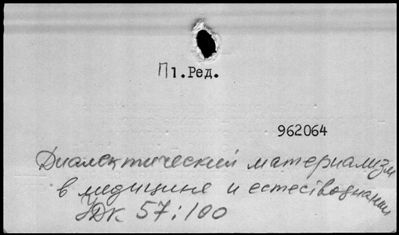 П1.Ред.
962064
Диалектический материализм
в медицине и естествознании
УДК 57:100